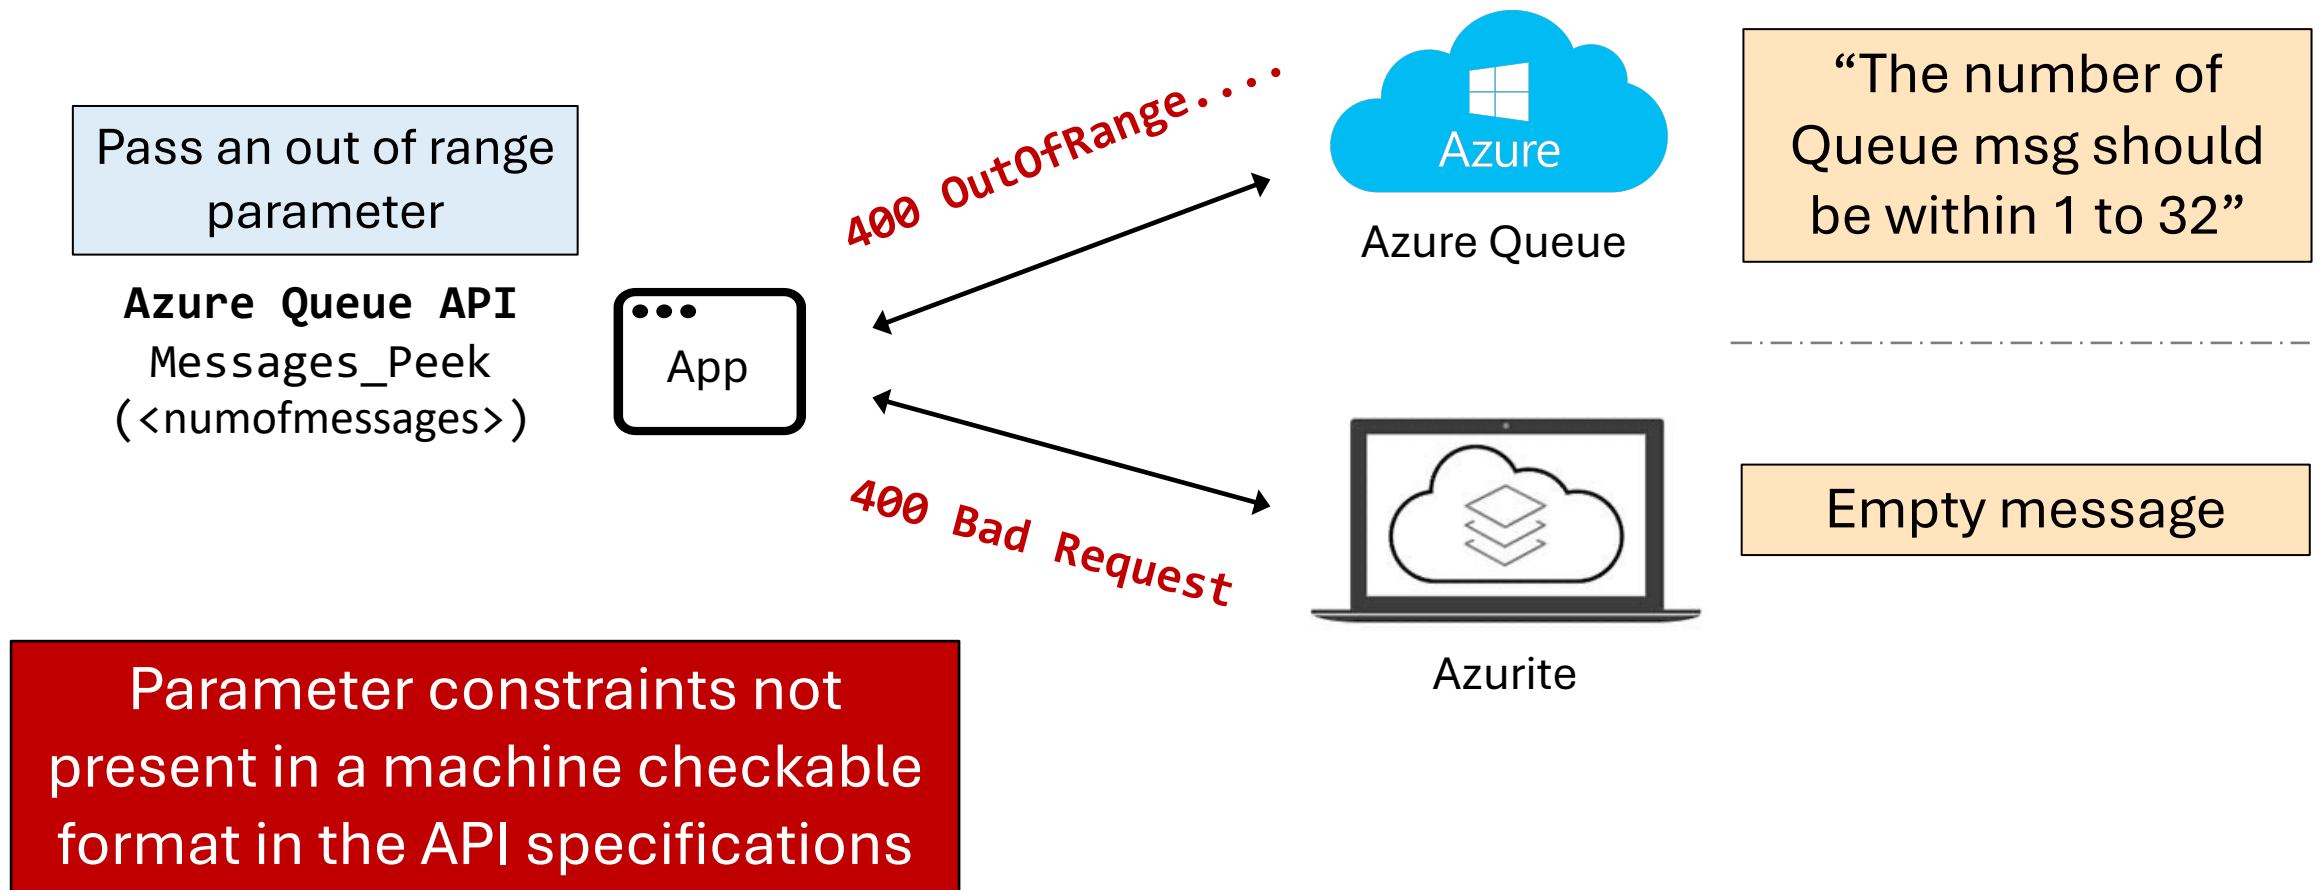 Pass an out of range
parameter
Azure Queue API
Messages_Peek
(<numofmessages>)
App
400 OutOfRange....
Azure
Azure Queue
“The number of
Queue msg should
be within 1 to 32”
400 Bad Request
Azurite
Empty message
Parameter constraints not
present in a machine checkable
format in the API specifications